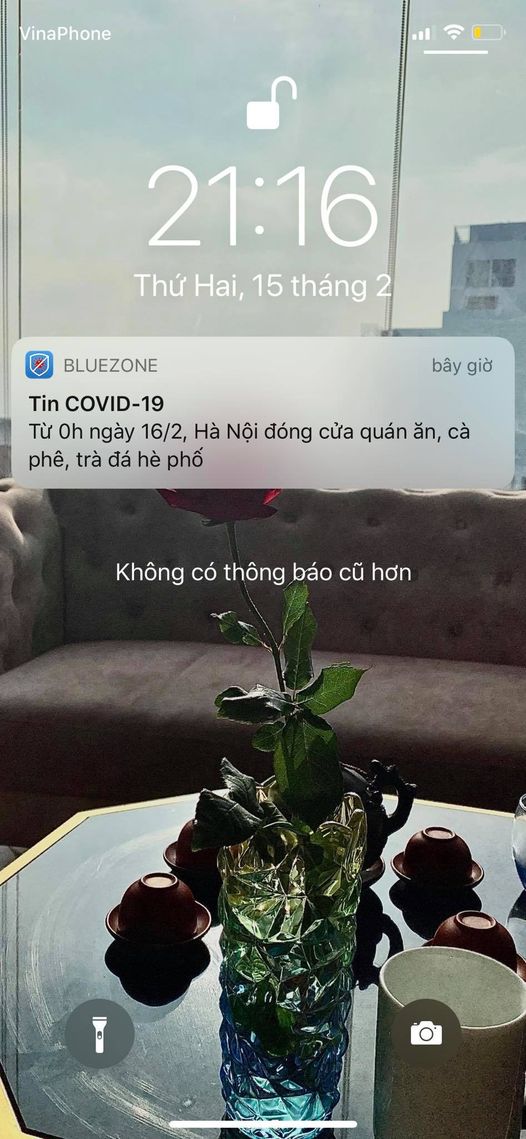 VinaPhone
21:16
Thứ Hai, 15 tháng 2
BLUEZONE
bây giờ
Tin COVID-19
Từ 0h ngày 16/2, Hà Nội đóng cửa quán ăn, cà
phê, trà đá hè phố
Không có thông báo cũ hơn